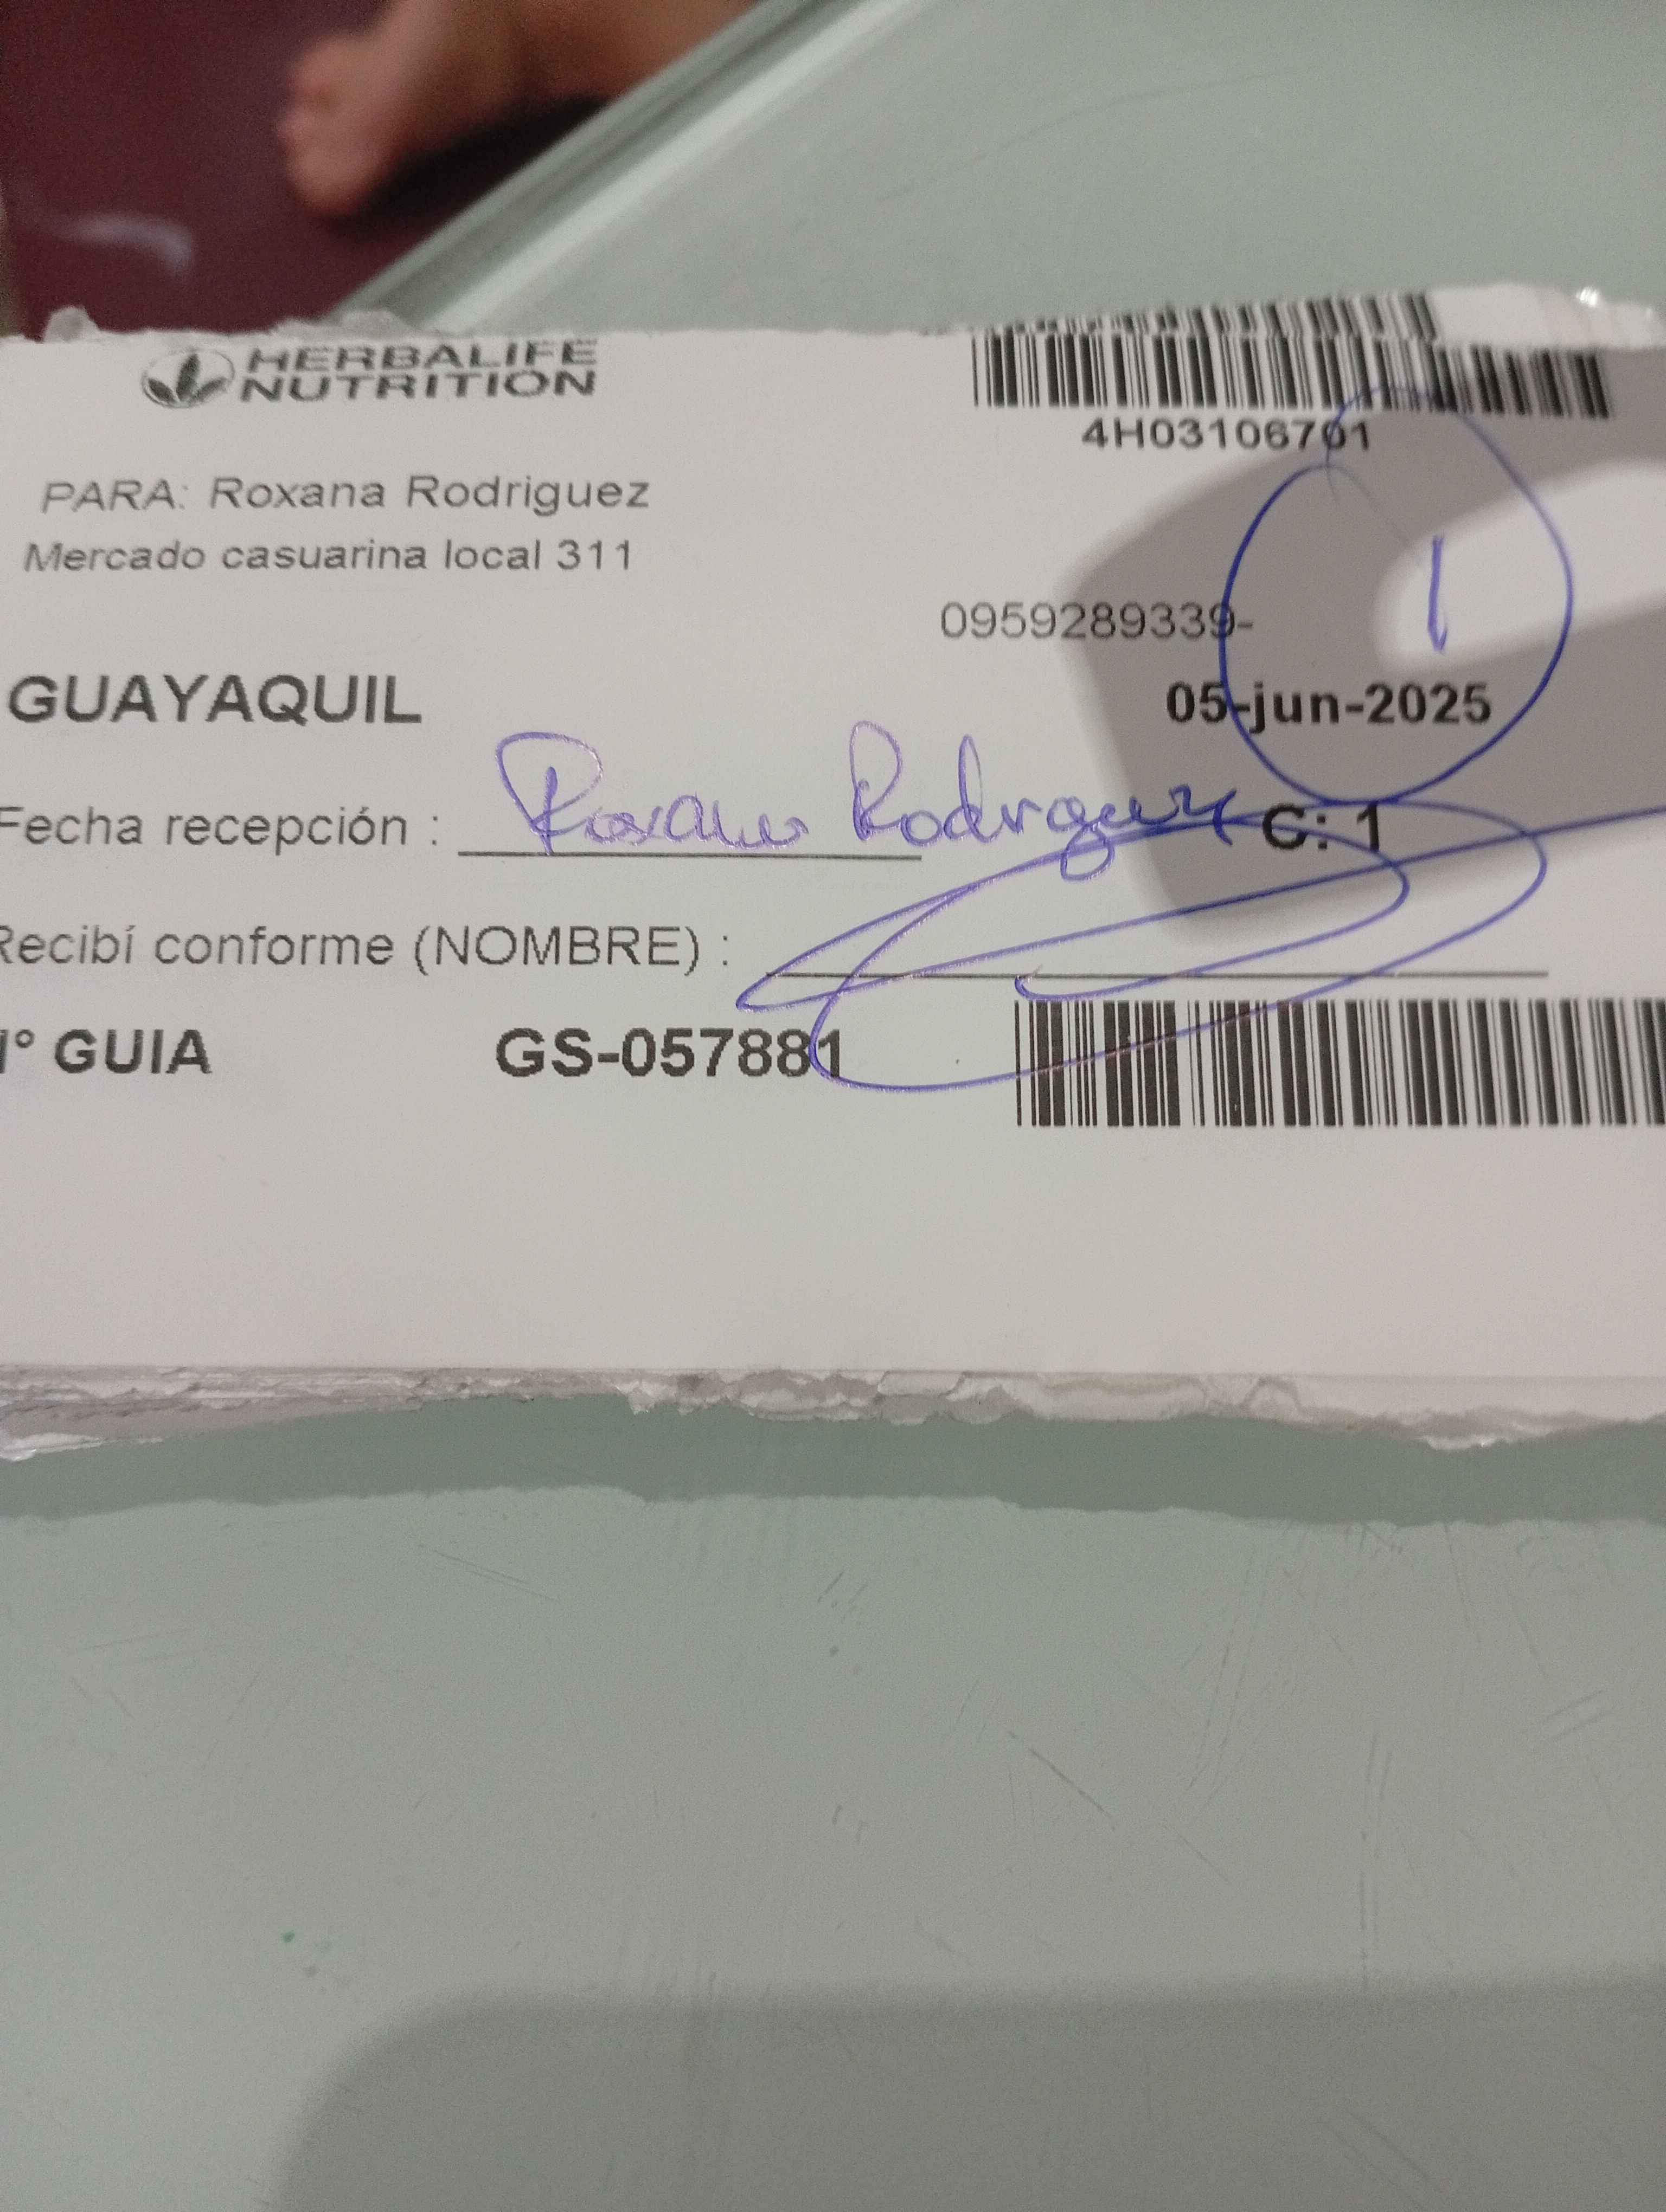 HERBALIFE
NUTRITION
4H03106701
PARA: Roxana Rodriguez
Mercado casuarina local 311
0959289339-
1
GUAYAQUIL
05-jun-2025
Fecha recepción : Roxana Rodriguez C: 1
Recibí conforme (NOMBRE) :
N° GUIA GS-057881